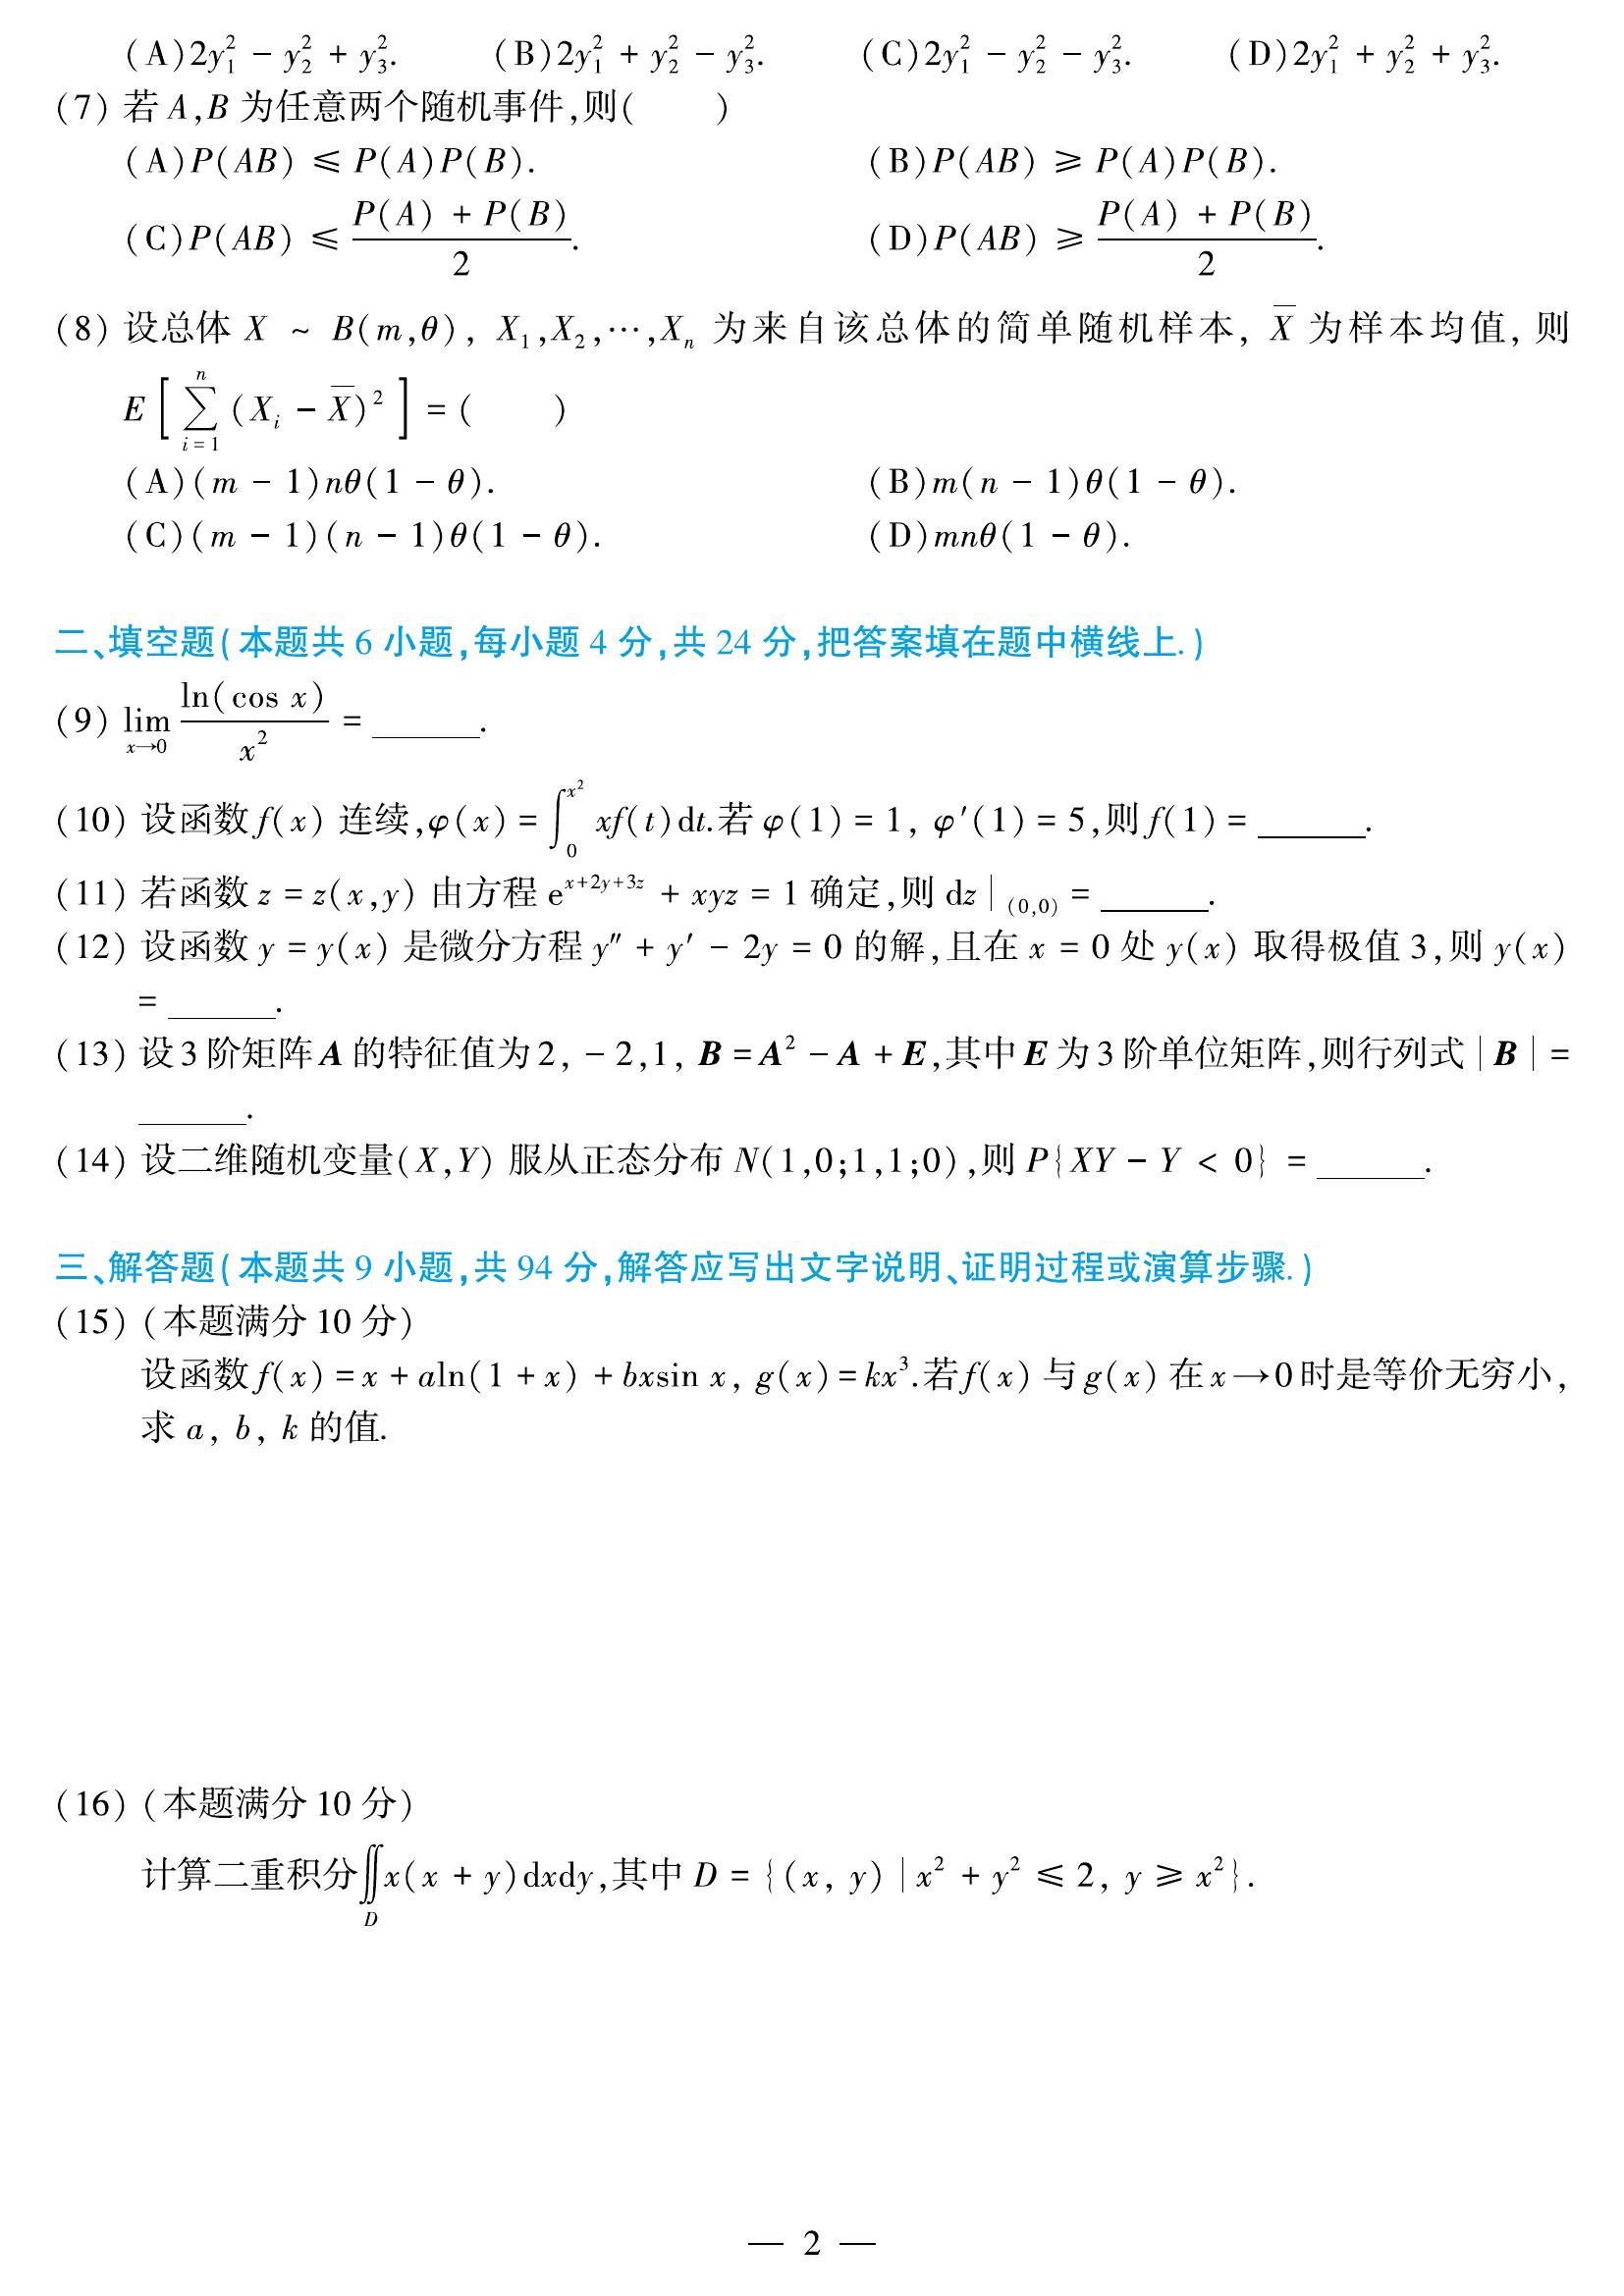 (A)$2y_1^2 - y_2^2 + y_3^2$. (B)$2y_1^2 + y_2^2 - y_3^2$. (C)$2y_1^2 - y_2^2 - y_3^2$. (D)$2y_1^2 + y_2^2 + y_3^2$.
(7) 若 $A,B$ 为任意两个随机事件,则( )
(A)$P(AB) \leqslant P(A)P(B)$. (B)$P(AB) \geqslant P(A)P(B)$.
(C)$P(AB) \leqslant \frac{P(A) + P(B)}{2}$. (D)$P(AB) \geqslant \frac{P(A) + P(B)}{2}$.
(8) 设总体 $X \sim B(m,\theta)$, $X_1,X_2,\cdots,X_n$ 为来自该总体的简单随机样本, $\overline{X}$ 为样本均值, 则
$E\left[\sum_{i=1}^{n}(X_i - \overline{X})^2\right] = $( )
(A)$(m - 1)n\theta(1 - \theta)$. (B)$m(n - 1)\theta(1 - \theta)$.
(C)$(m - 1)(n - 1)\theta(1 - \theta)$. (D)$mn\theta(1 - \theta)$.
二、填空题(本题共 6 小题,每小题 4 分,共 24 分,把答案填在题中横线上.)
(9) $\lim_{x \to 0} \frac{\ln(\cos x)}{x^2} = $ ______.
(10) 设函数 $f(x)$ 连续,$\varphi(x) = \int_0^{x^2} xf(t)\mathrm{d}t$.若 $\varphi(1) = 1$, $\varphi'(1) = 5$,则 $f(1) = $ ______.
(11) 若函数 $z = z(x,y)$ 由方程 $\mathrm{e}^{x+2y+3z} + xyz = 1$ 确定,则 $\mathrm{d}z|_{(0,0)} = $ ______.
(12) 设函数 $y = y(x)$ 是微分方程 $y'' + y' - 2y = 0$ 的解,且在 $x = 0$ 处 $y(x)$ 取得极值 3,则 $y(x)$
= ______.
(13) 设 3 阶矩阵 $\boldsymbol{A}$ 的特征值为 $2, -2, 1$, $\boldsymbol{B} = \boldsymbol{A}^2 - \boldsymbol{A} + \boldsymbol{E}$,其中 $\boldsymbol{E}$ 为 3 阶单位矩阵,则行列式 $|\boldsymbol{B}| =$
______.
(14) 设二维随机变量$(X,Y)$ 服从正态分布 $N(1,0;1,1;0)$,则 $P\{XY - Y < 0\} = $ ______.
三、解答题(本题共 9 小题,共 94 分,解答应写出文字说明、证明过程或演算步骤.)
(15) (本题满分 10 分)
设函数 $f(x) = x + a\ln(1 + x) + bx\sin x$, $g(x) = kx^3$.若 $f(x)$ 与 $g(x)$ 在 $x \to 0$ 时是等价无穷小,
求 $a$, $b$, $k$ 的值.
(16) (本题满分 10 分)
计算二重积分$\iint_D x(x + y)\mathrm{d}x\mathrm{d}y$,其中 $D = \{(x, y) | x^2 + y^2 \leqslant 2, y \geqslant x^2\}$.
— 2 —